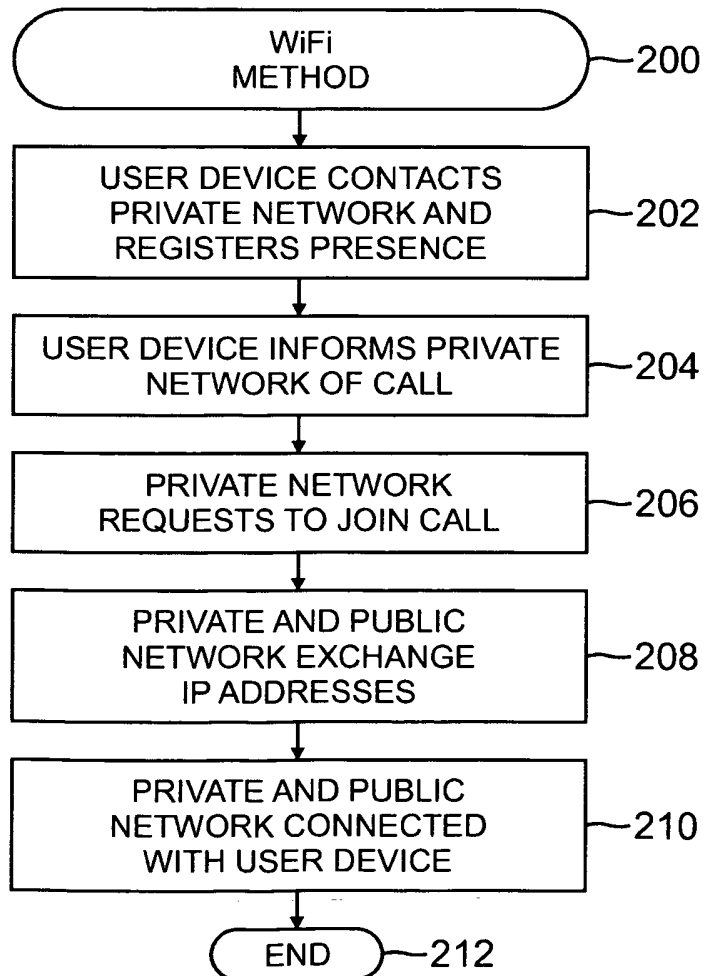 WiFi
METHOD
200
USER DEVICE CONTACTS
PRIVATE NETWORK AND
REGISTERS PRESENCE
202
USER DEVICE INFORMS PRIVATE
NETWORK OF CALL
204
PRIVATE NETWORK
REQUESTS TO JOIN CALL
206
PRIVATE AND PUBLIC
NETWORK EXCHANGE
IP ADDRESSES
208
PRIVATE AND PUBLIC
NETWORK CONNECTED
WITH USER DEVICE
210
END
212